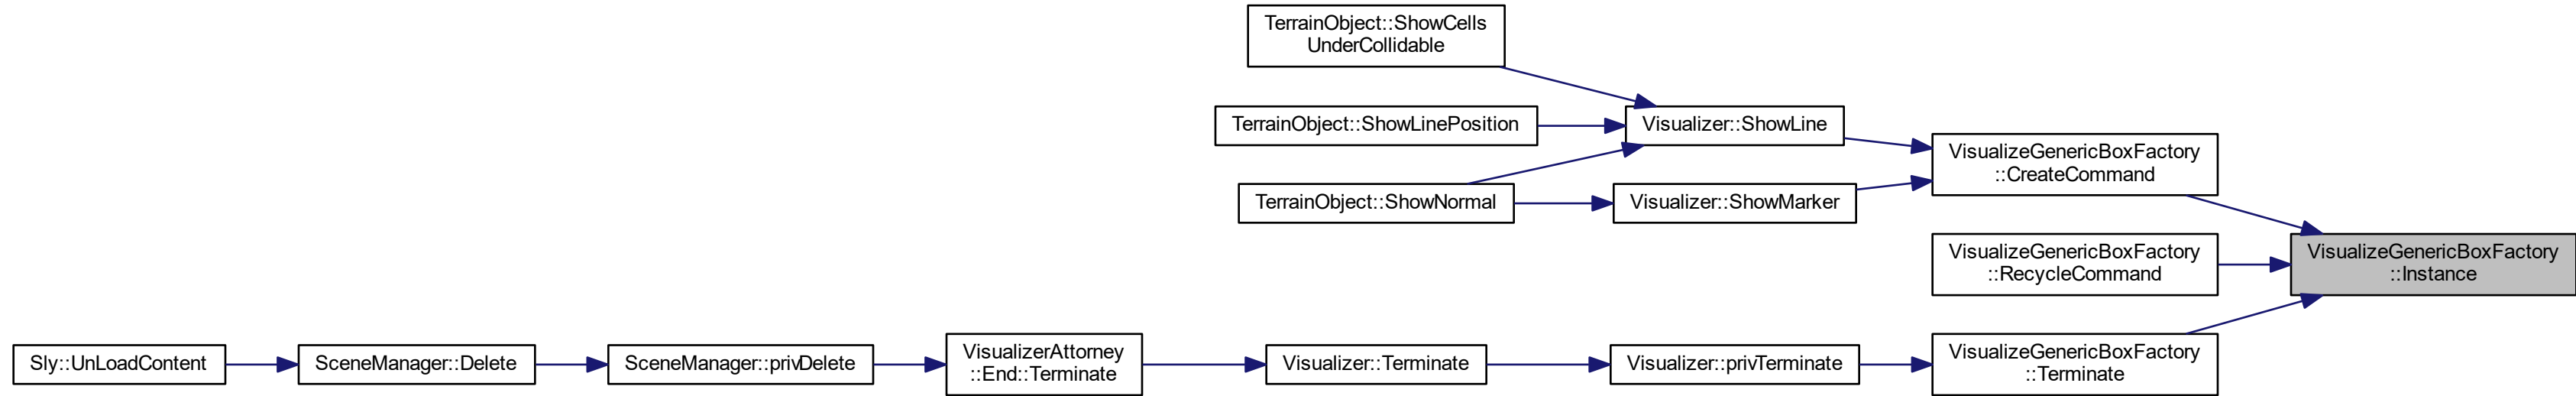 TerrainObject::ShowCells
UnderCollidable
TerrainObject::ShowLinePosition
Visualizer::ShowLine
VisualizeGenericBoxFactory
::CreateCommand
TerrainObject::ShowNormal
Visualizer::ShowMarker
VisualizeGenericBoxFactory
::RecycleCommand
VisualizeGenericBoxFactory
::Instance
Sly::UnLoadContent
SceneManager::Delete
SceneManager::privDelete
VisualizerAttorney
::End::Terminate
Visualizer::Terminate
Visualizer::privTerminate
VisualizeGenericBoxFactory
::Terminate